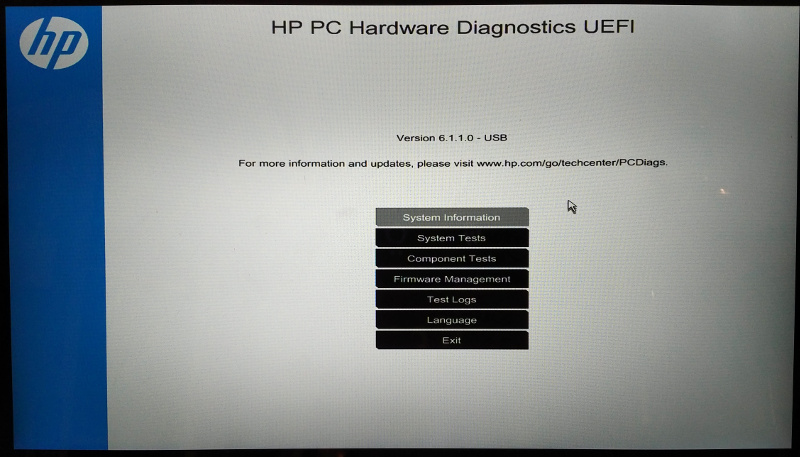 hp
HP PC Hardware Diagnostics UEFI
Version 6.1.1.0 - USB
For more information and updates, please visit www.hp.com/go/techcenter/PCDiags.
System Information
System Tests
Component Tests
Firmware Management
Test Logs
Language
Exit